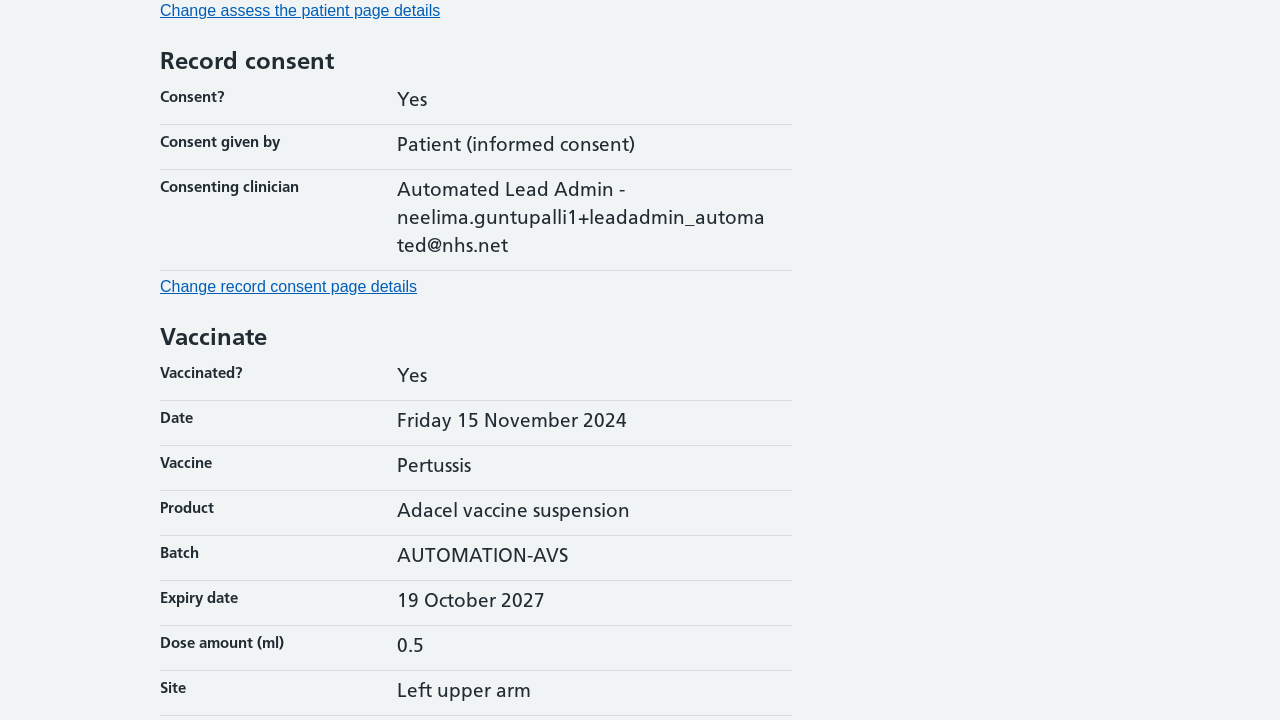 Change assess the patient page details
Record consent
Consent? Yes
Consent given by Patient (informed consent)
Consenting clinician Automated Lead Admin -
neelima.guntupalli1+leadadmin_automa
ted@nhs.net
Change record consent page details
Vaccinate
Vaccinated? Yes
Date Friday 15 November 2024
Vaccine Pertussis
Product Adacel vaccine suspension
Batch AUTOMATION-AVS
Expiry date 19 October 2027
Dose amount (ml) 0.5
Site Left upper arm